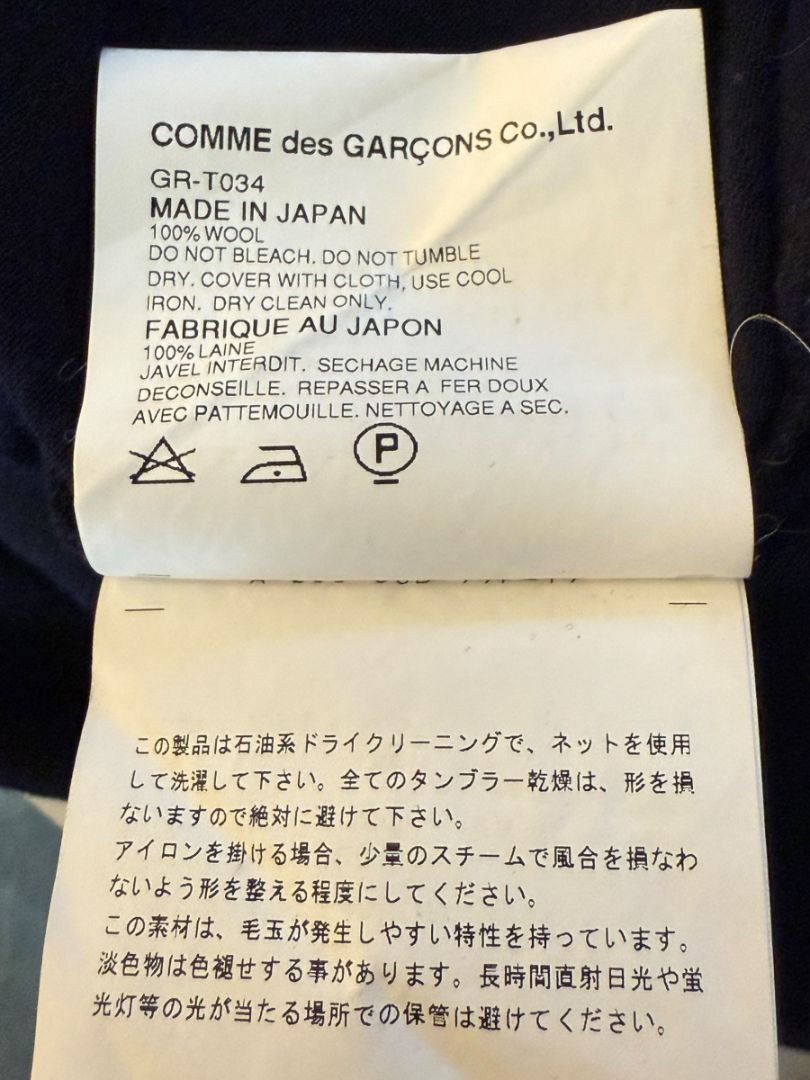 COMME des GARÇONS Co.,Ltd.
GR-T034
MADE IN JAPAN
100% WOOL
DO NOT BLEACH. DO NOT TUMBLE
DRY. COVER WITH CLOTH, USE COOL
IRON. DRY CLEAN ONLY.
FABRIQUE AU JAPON
100% LAINE
JAVEL INTERDIT. SECHAGE MACHINE
DECONSEILLE. REPASSER A FER DOUX
AVEC PATTEMOUILLE. NETTOYAGE A SEC.
P
この製品は石油系ドライクリーニングで、ネットを使用
して洗濯して下さい。全てのタンブラー乾燥は、形を損
ないますので絶対に避けて下さい。
アイロンを掛ける場合、少量のスチームで風合を損なわ
ないよう形を整える程度にしてください。
この素材は、毛玉が発生しやすい特性を持っています。
淡色物は色褪せする事があります。長時間直射日光や蛍
光灯等の光が当たる場所での保管は避けてください。